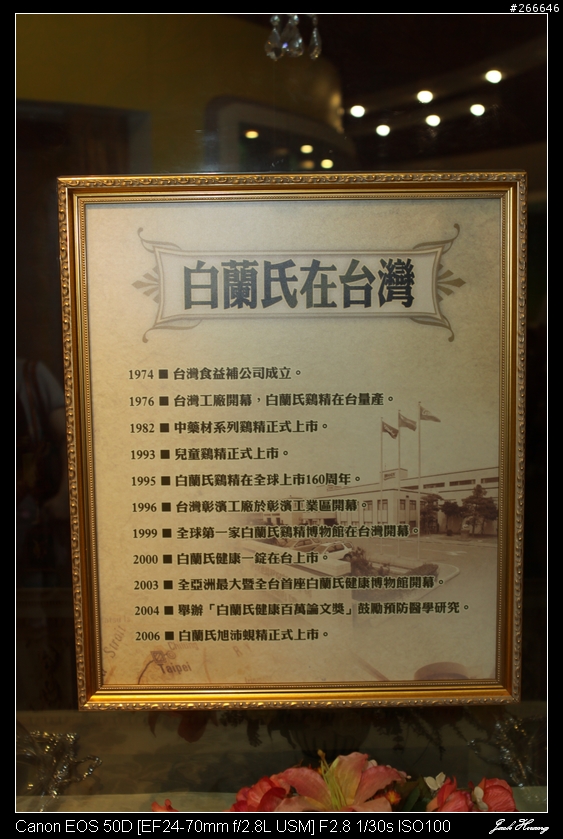 #266646
白蘭氏在台灣
1974 ■ 台灣食益補公司成立。
1976 ■ 台灣工廠開幕，白蘭氏鷄精在台量產。
1982 ■ 中藥材系列鷄精正式上市。
1993 ■ 兒童鷄精正式上市。
1995 ■ 白蘭氏鷄精在全球上市160周年。
1996 ■ 台灣彰濱工廠於彰濱工業區開幕。
1999 ■ 全球第一家白蘭氏鷄精博物館在台灣開幕。
2000 ■ 白蘭氏健康一錠在台上市。
2003 ■ 全亞洲最大暨全台首座白蘭氏健康博物館開幕。
2004 ■ 舉辦「白蘭氏健康百萬論文獎」鼓勵預防醫學研究。
2006 ■ 白蘭氏旭沛蜆精正式上市。
Strait
Taipei
Canon EOS 50D [EF24-70mm f/2.8L USM] F2.8 1/30s ISO100